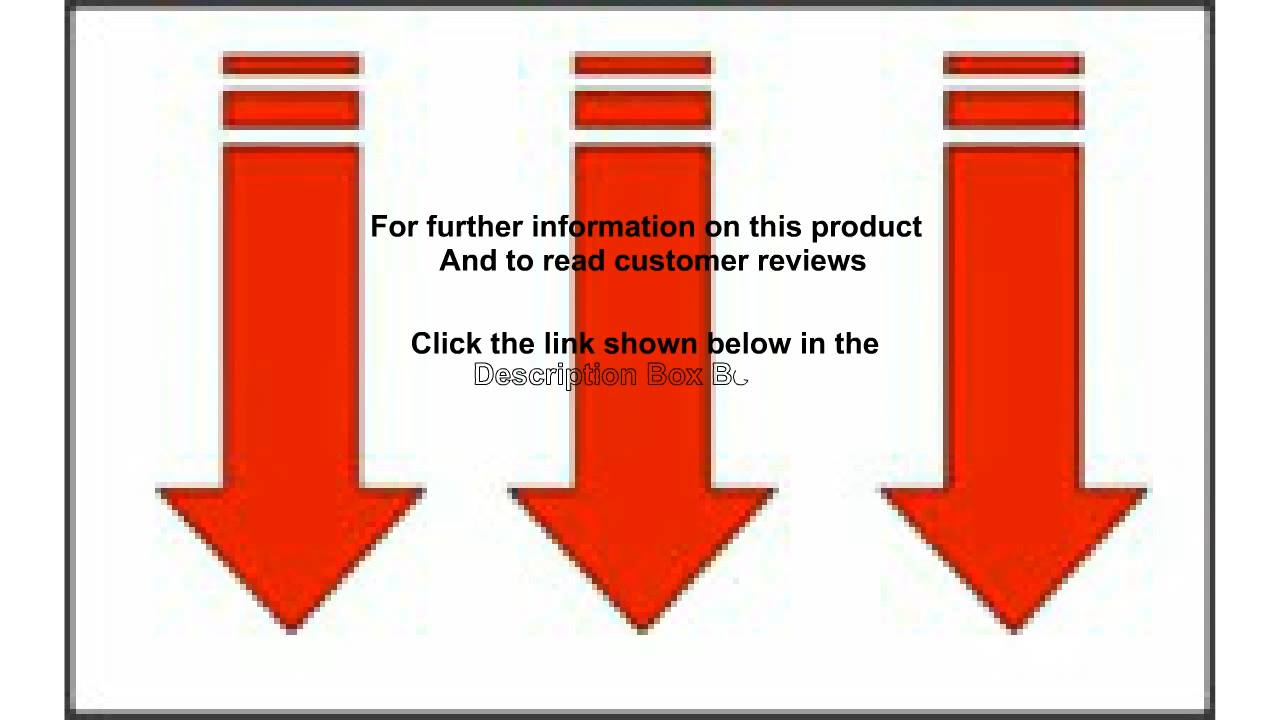 For further information on this product
And to read customer reviews
Click the link shown below in the
Description Box